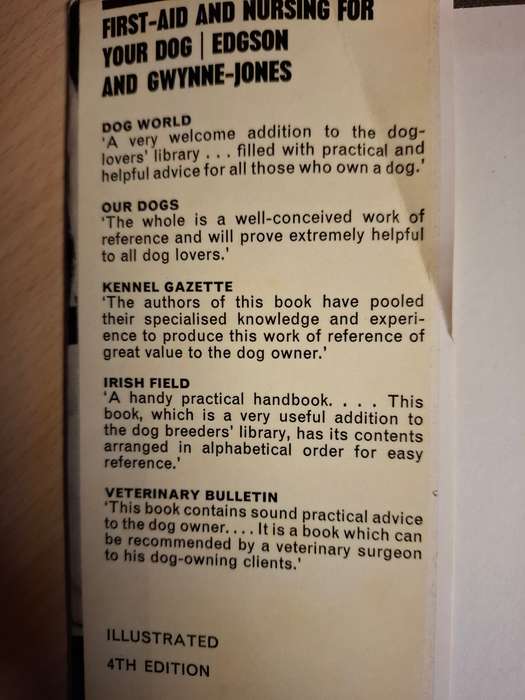 FIRST-AID AND NURSING FOR
YOUR DOG | EDGSON
AND GWYNNE-JONES
DOG WORLD
'A very welcome addition to the dog-
lovers' library . . . filled with practical and
helpful advice for all those who own a dog.'
OUR DOGS
'The whole is a well-conceived work of
reference and will prove extremely helpful
to all dog lovers.'
KENNEL GAZETTE
'The authors of this book have pooled
their specialised knowledge and experi-
ence to produce this work of reference of
great value to the dog owner.'
IRISH FIELD
'A handy practical handbook. . . . This
book, which is a very useful addition to
the dog breeders' library, has its contents
arranged in alphabetical order for easy
reference.'
VETERINARY BULLETIN
'This book contains sound practical advice
to the dog owner. . . . It is a book which can
be recommended by a veterinary surgeon
to his dog-owning clients.'
ILLUSTRATED
4TH EDITION